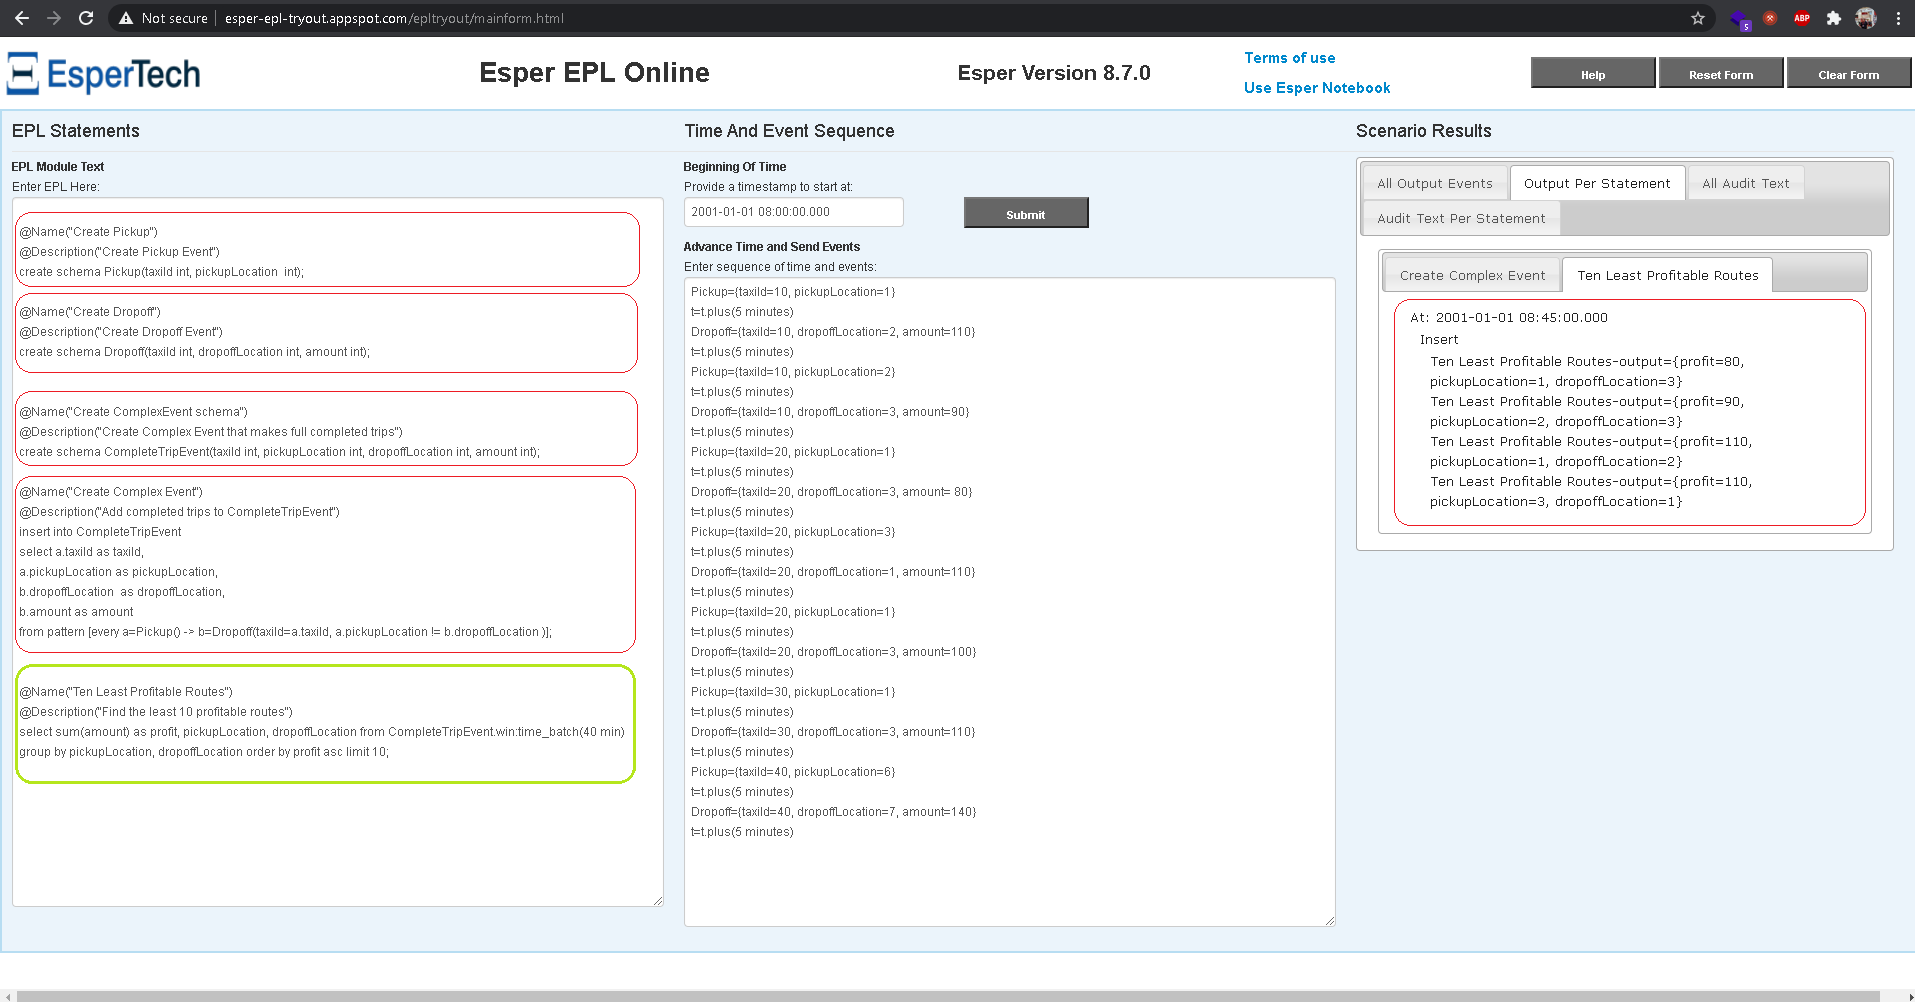 Not secure | esper-epl-tryout.appspot.com/epltryout/mainform.html
ABP
5
EsperTech
Esper EPL Online
Esper Version 8.7.0
Terms of use
Use Esper Notebook
Help
Reset Form
Clear Form
EPL Statements
EPL Module Text
Enter EPL Here:
@Name("Create Pickup")
@Description("Create Pickup Event")
create schema Pickup(taxiId int, pickupLocation  int);
@Name("Create Dropoff")
@Description("Create Dropoff Event")
create schema Dropoff(taxiId int, dropoffLocation int, amount int);
@Name("Create ComplexEvent schema")
@Description("Create Complex Event that makes full completed trips")
create schema CompleteTripEvent(taxiId int, pickupLocation int, dropoffLocation int, amount int);
@Name("Create Complex Event")
@Description("Add completed trips to CompleteTripEvent")
insert into CompleteTripEvent
select a.taxiId as taxiId,
a.pickupLocation as pickupLocation,
b.dropoffLocation  as dropoffLocation,
b.amount as amount
from pattern [every a=Pickup() -> b=Dropoff(taxiId=a.taxiId, a.pickupLocation != b.dropoffLocation )];
@Name("Ten Least Profitable Routes")
@Description("Find the least 10 profitable routes")
select sum(amount) as profit, pickupLocation, dropoffLocation from CompleteTripEvent.win:time_batch(40 min)
group by pickupLocation, dropoffLocation order by profit asc limit 10;
Time And Event Sequence
Beginning Of Time
Provide a timestamp to start at:
2001-01-01 08:00:00.000
Submit
Advance Time and Send Events
Enter sequence of time and events:
Pickup={taxiId=10, pickupLocation=1}
t=t.plus(5 minutes)
Dropoff={taxiId=10, dropoffLocation=2, amount=110}
t=t.plus(5 minutes)
Pickup={taxiId=10, pickupLocation=2}
t=t.plus(5 minutes)
Dropoff={taxiId=10, dropoffLocation=3, amount=90}
t=t.plus(5 minutes)
Pickup={taxiId=20, pickupLocation=1}
t=t.plus(5 minutes)
Dropoff={taxiId=20, dropoffLocation=3, amount= 80}
t=t.plus(5 minutes)
Pickup={taxiId=20, pickupLocation=3}
t=t.plus(5 minutes)
Dropoff={taxiId=20, dropoffLocation=1, amount=110}
t=t.plus(5 minutes)
Pickup={taxiId=20, pickupLocation=1}
t=t.plus(5 minutes)
Dropoff={taxiId=20, dropoffLocation=3, amount=100}
t=t.plus(5 minutes)
Pickup={taxiId=30, pickupLocation=1}
t=t.plus(5 minutes)
Dropoff={taxiId=30, dropoffLocation=3, amount=110}
t=t.plus(5 minutes)
Pickup={taxiId=40, pickupLocation=6}
t=t.plus(5 minutes)
Dropoff={taxiId=40, dropoffLocation=7, amount=140}
t=t.plus(5 minutes)
Scenario Results
All Output Events
Output Per Statement
All Audit Text
Audit Text Per Statement
Create Complex Event
Ten Least Profitable Routes
At: 2001-01-01 08:45:00.000
Insert
Ten Least Profitable Routes-output={profit=80,
pickupLocation=1, dropoffLocation=3}
Ten Least Profitable Routes-output={profit=90,
pickupLocation=2, dropoffLocation=3}
Ten Least Profitable Routes-output={profit=110,
pickupLocation=1, dropoffLocation=2}
Ten Least Profitable Routes-output={profit=110,
pickupLocation=3, dropoffLocation=1}